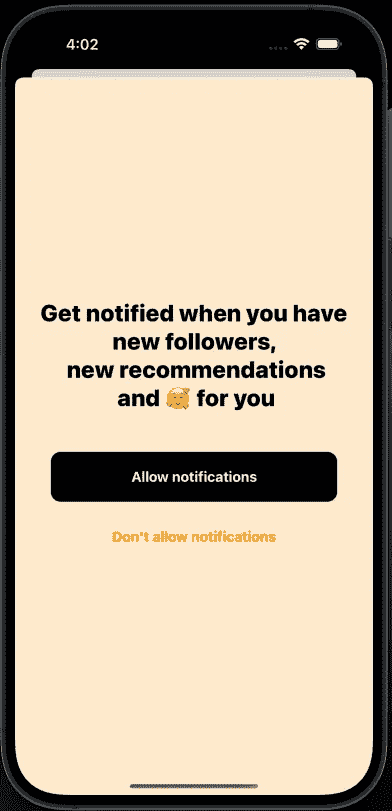 4:02
Get notified when you have
new followers,
new recommendations
and 🥰 for you
Allow notifications
Don't allow notifications